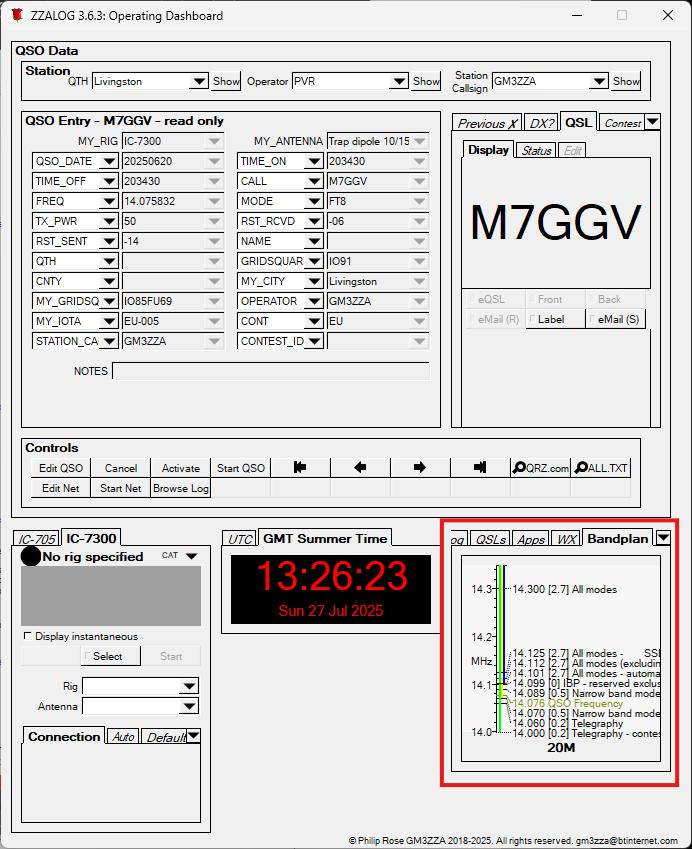 ZZALOG 3.6.3: Operating Dashboard
QSO Data
Station
QTH Livingston Show Operator PVR Show Station Callsign GM3ZZA Show
QSO Entry - M7GGV - read only
MY_RIG IC-7300 MY_ANTENNA Trap dipole 10/15
QSO_DATE 20250620 TIME_ON 203430
TIME_OFF 203430 CALL M7GGV
FREQ 14.075832 MODE FT8
TX_PWR 50 RST_RCVD -06
RST_SENT -14 NAME
QTH GRIDSQUAR IO91
CNTY MY_CITY Livingston
MY_GRIDSQ IO85FU69 OPERATOR GM3ZZA
MY_IOTA EU-005 CONT EU
STATION_CA GM3ZZA CONTEST_ID
NOTES
Previous X DX? QSL Contest
Display Status Edit
M7GGV
eQSL Front Back
eMail (R) Label eMail (S)
Controls
Edit QSO Cancel Activate Start QSO QRZ.com ALL.TXT
Edit Net Start Net Browse Log
IC-705 IC-7300
No rig specified CAT
Display instantaneous
Select Start
Rig
Antenna
Connection Auto Default
UTC GMT Summer Time
13:26:23
Sun 27 Jul 2025
og QSLs Apps WX Bandplan
14.3 14.300 [2.7] All modes
14.2
14.125 [2.7] All modes - SSI
MHz 14.112 [2.7] All modes (excludin
14.101 [2.7] All modes - automa
14.1 14.099 [0] IBP - reserved exclus
14.089 [0.5] Narrow band mode
14.076 QSO Frequency
14.070 [0.5] Narrow band mode
14.060 [0.2] Telegraphy
14.0 14.000 [0.2] Telegraphy - contes
20M
© Philip Rose GM3ZZA 2018-2025. All rights reserved. gm3zza@btinternet.com